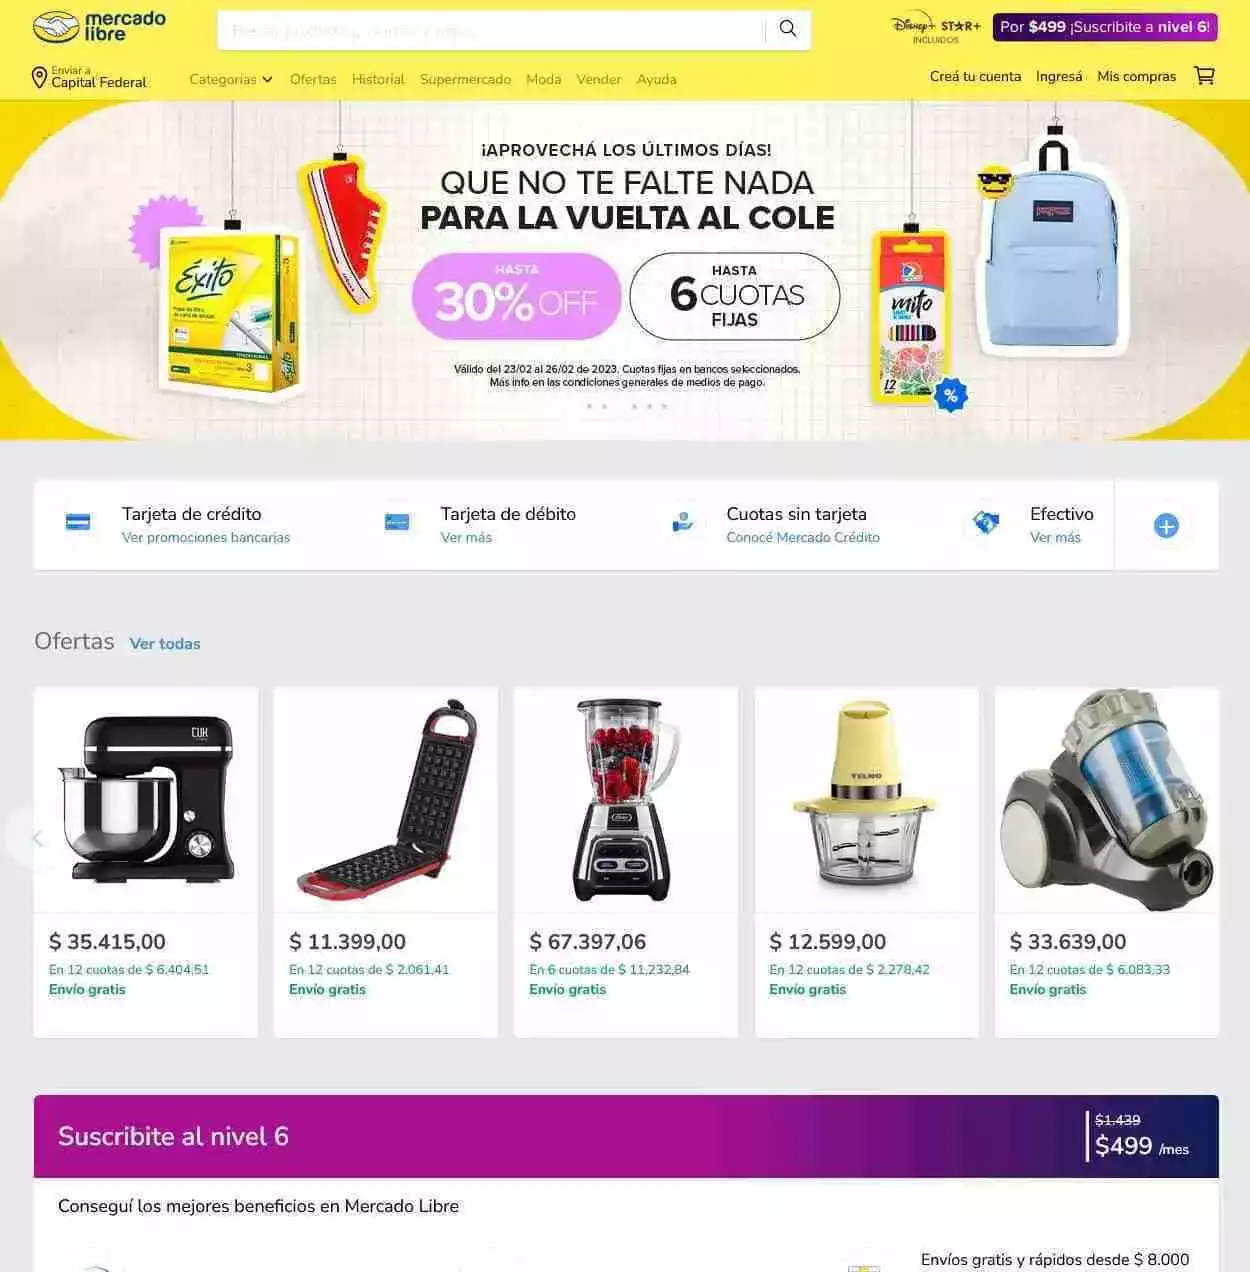 mercado
libre
DISNEY+ STAR+
INCLUIDOS
Por $499 ¡Suscribite a nivel 6!
Enviar a
Capital Federal
Categorías Ofertas Historial Supermercado Moda Vender Ayuda
Creá tu cuenta Ingresá Mis compras
¡APROVECHÁ LOS ÚLTIMOS DÍAS!
QUE NO TE FALTE NADA
PARA LA VUELTA AL COLE
HASTA
30% OFF
HASTA
6 CUOTAS
FIJAS
Válido del 23/02 al 26/02 de 2023. Cuotas fijas en bancos seleccionados.
Más info en las condiciones generales de medios de pago.
Éxito
mito
12
%
Tarjeta de crédito
Ver promociones bancarias
Tarjeta de débito
Ver más
Cuotas sin tarjeta
Conocé Mercado Crédito
Efectivo
Ver más
Ofertas Ver todas
CUK
Oster
TELMO
$ 35.415,00
En 12 cuotas de $ 6.404,51
Envío gratis
$ 11.399,00
En 12 cuotas de $ 2.061,41
Envío gratis
$ 67.397,06
En 6 cuotas de $ 11.232,84
Envío gratis
$ 12.599,00
En 12 cuotas de $ 2.278,42
Envío gratis
$ 33.639,00
En 12 cuotas de $ 6.083,33
Envío gratis
Suscribite al nivel 6
$1.439
$499 /mes
Conseguí los mejores beneficios en Mercado Libre
Envíos gratis y rápidos desde $ 8.000